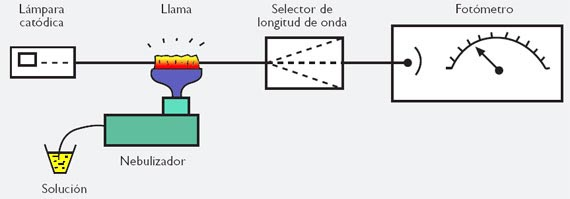 Lámpara
catódica
Llama
Selector de
longitud de onda
Fotómetro
Nebulizador
Solución